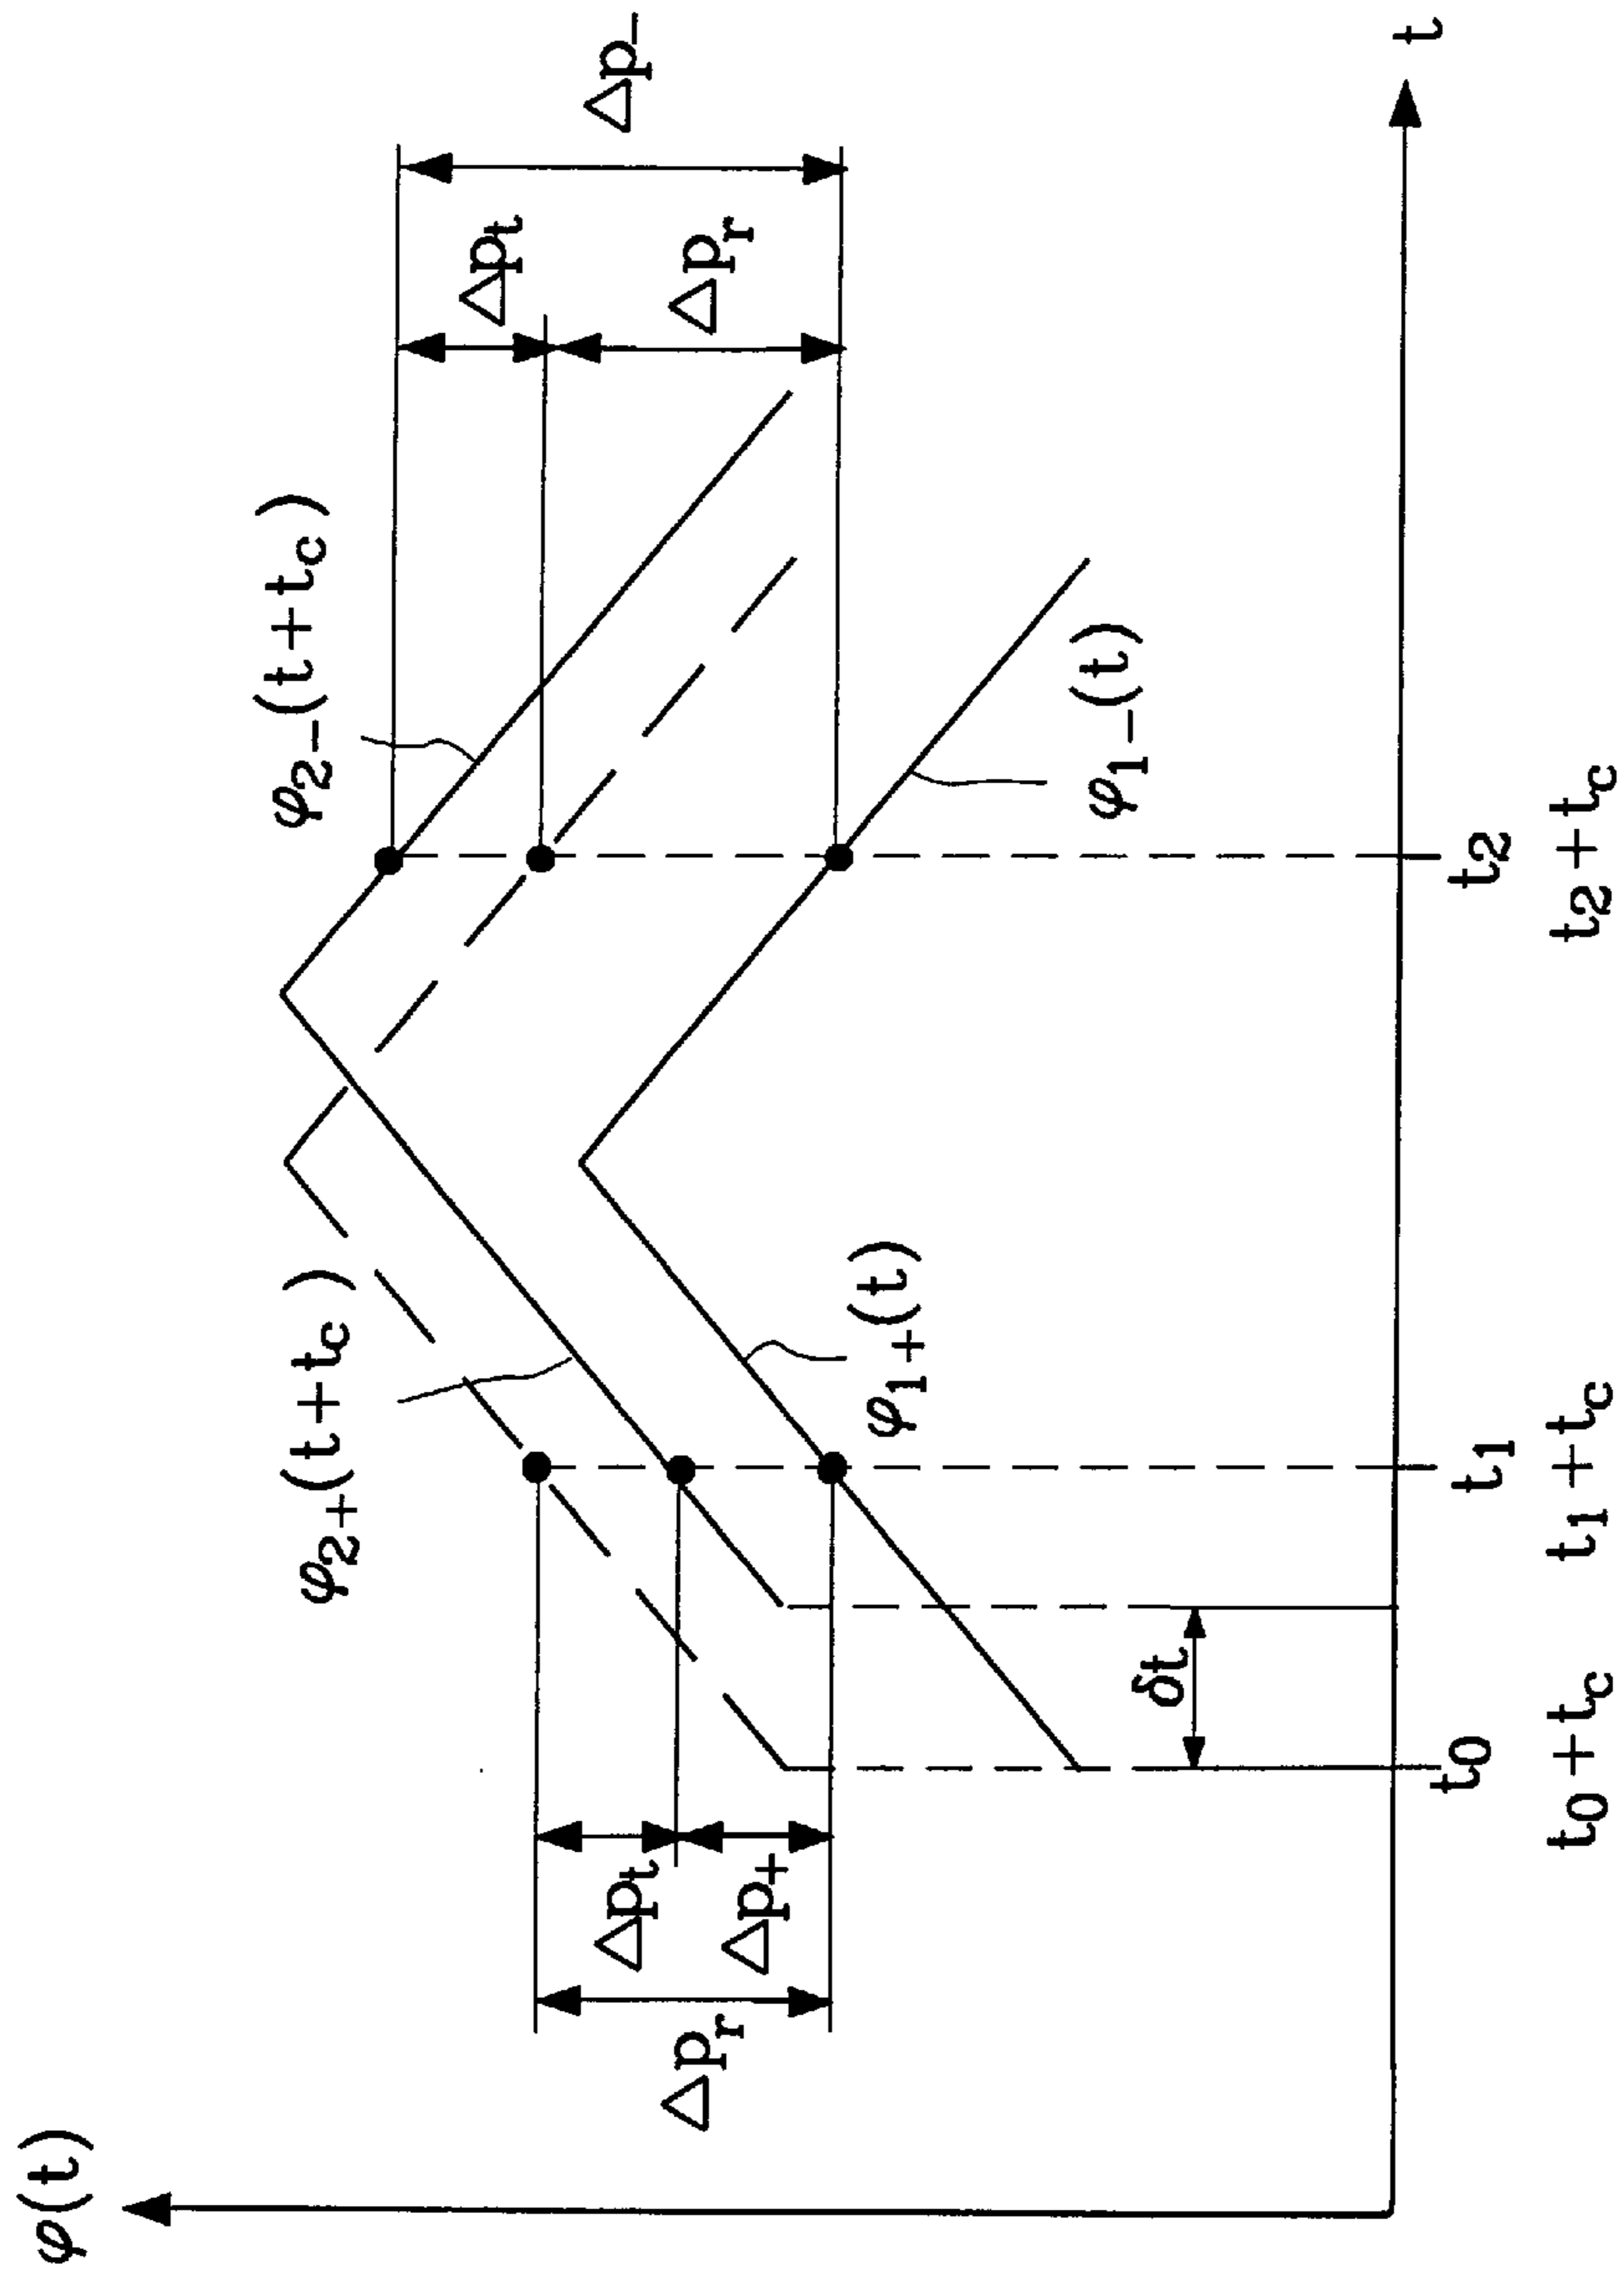 φ(t)
φ2+(t+tc)
φ2−(t+tc)
Δpr
Δpt
Δp+
φ1+(t)
φ1−(t)
Δpt
Δpr
Δp−
δt
t0
t1
t2
t
t0+tc
t1+tc
t2+tc